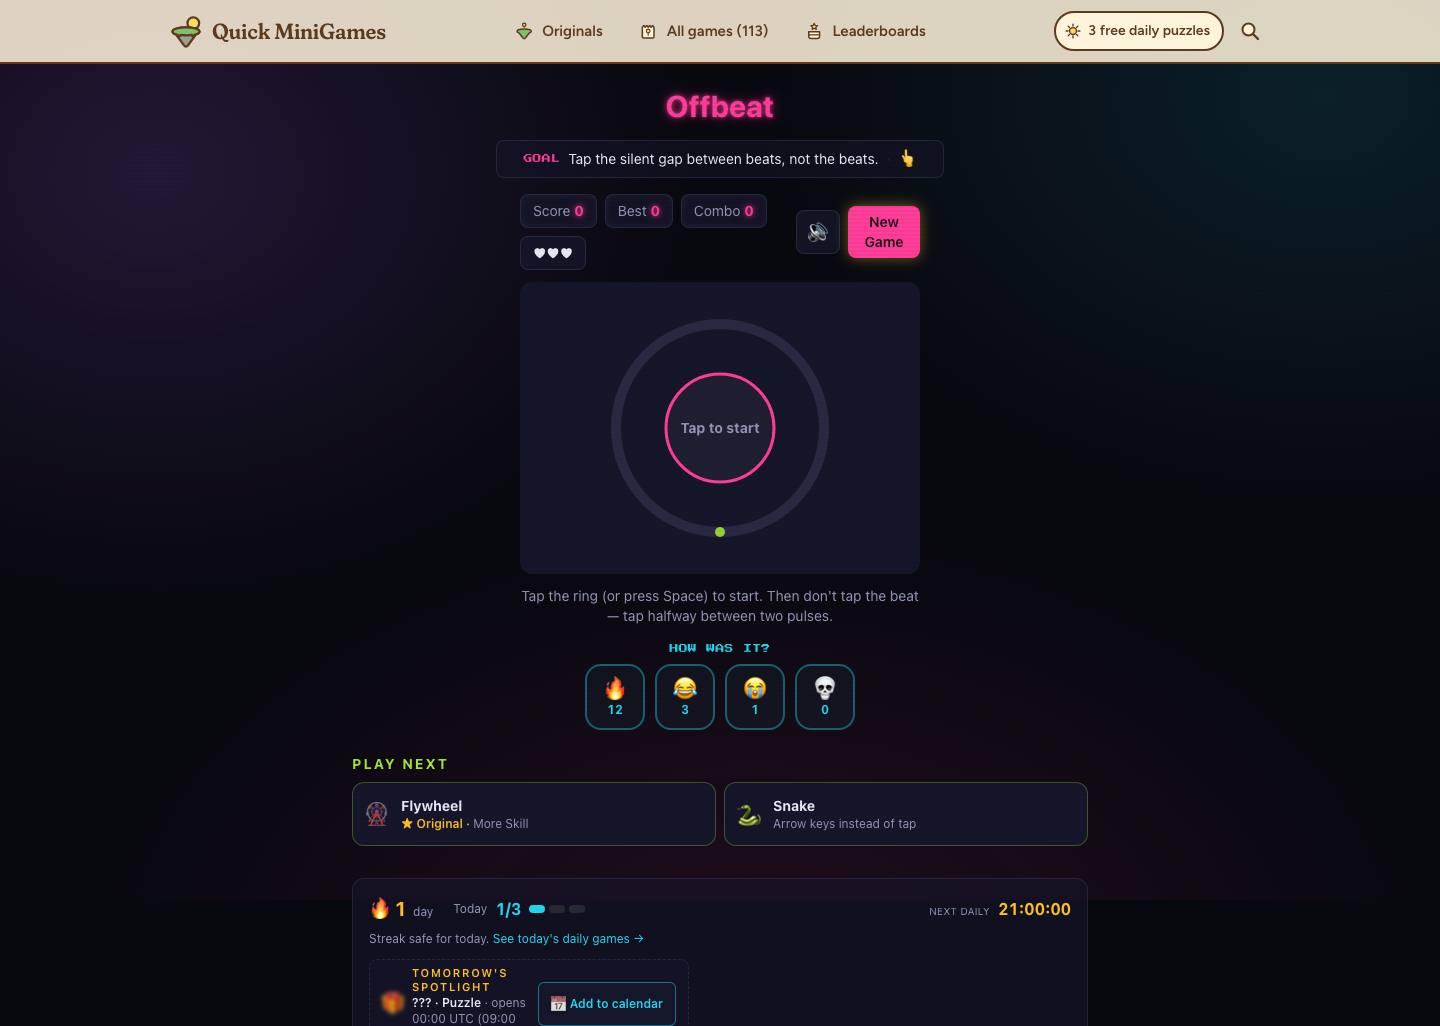 Quick MiniGames
Originals
All games (113)
Leaderboards
3 free daily puzzles
Offbeat
GOAL Tap the silent gap between beats, not the beats.
Score 0
Best 0
Combo 0
New
Game
Tap to start
Tap the ring (or press Space) to start. Then don't tap the beat
— tap halfway between two pulses.
HOW WAS IT?
12
3
1
0
PLAY NEXT
Flywheel
Original · More Skill
Snake
Arrow keys instead of tap
1 day
Today 1/3
NEXT DAILY 21:00:00
Streak safe for today. See today's daily games →
TOMORROW'S
SPOTLIGHT
??? · Puzzle · opens
00:00 UTC (09:00
Add to calendar